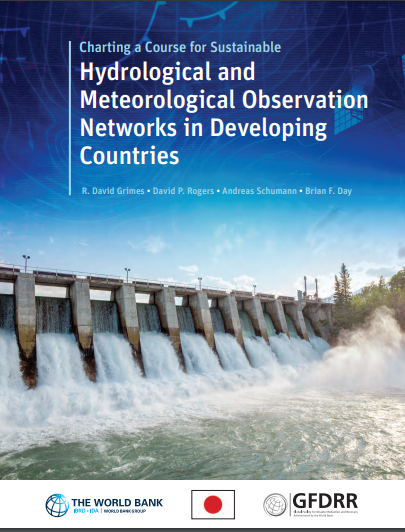 Charting a Course for Sustainable
Hydrological and
Meteorological Observation
Networks in Developing
Countries
R. David Grimes • David P. Rogers • Andreas Schumann • Brian F. Day
THE WORLD BANK
IBRD • IDA | WORLD BANK GROUP
GFDRR